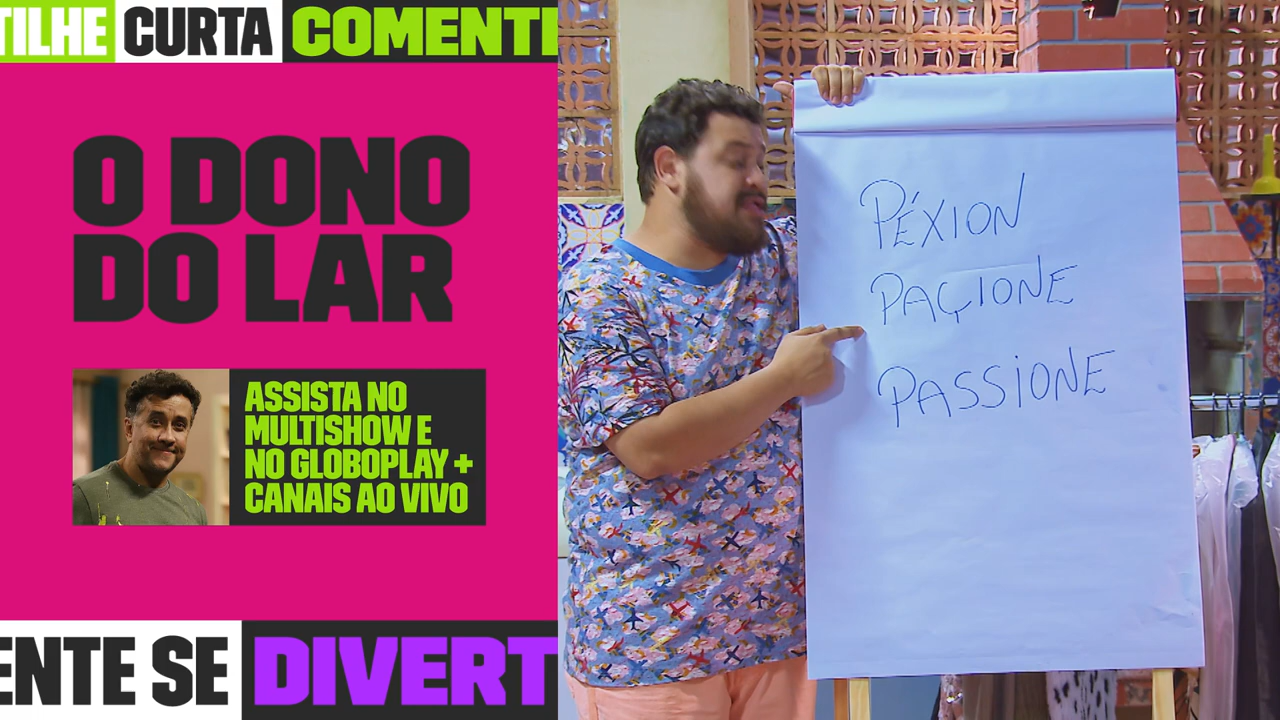 TILHE CURTA COMENT
O DONO
DO LAR
ASSISTA NO
MULTISHOW E
NO GLOBOPLAY +
CANAIS AO VIVO
ENTE SE DIVERT
PÉXION
PAÇIONE
PASSIONE